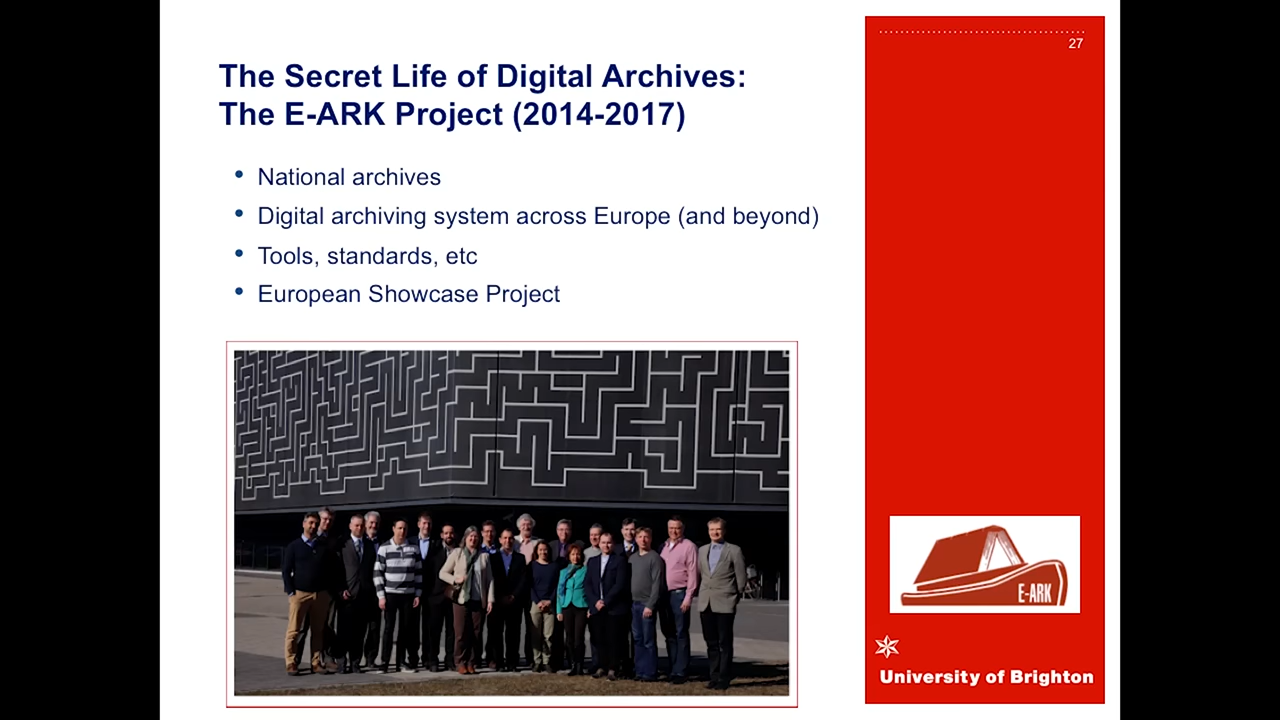 27
The Secret Life of Digital Archives:
The E-ARK Project (2014-2017)
• National archives
• Digital archiving system across Europe (and beyond)
• Tools, standards, etc
• European Showcase Project
E-ARK
University of Brighton